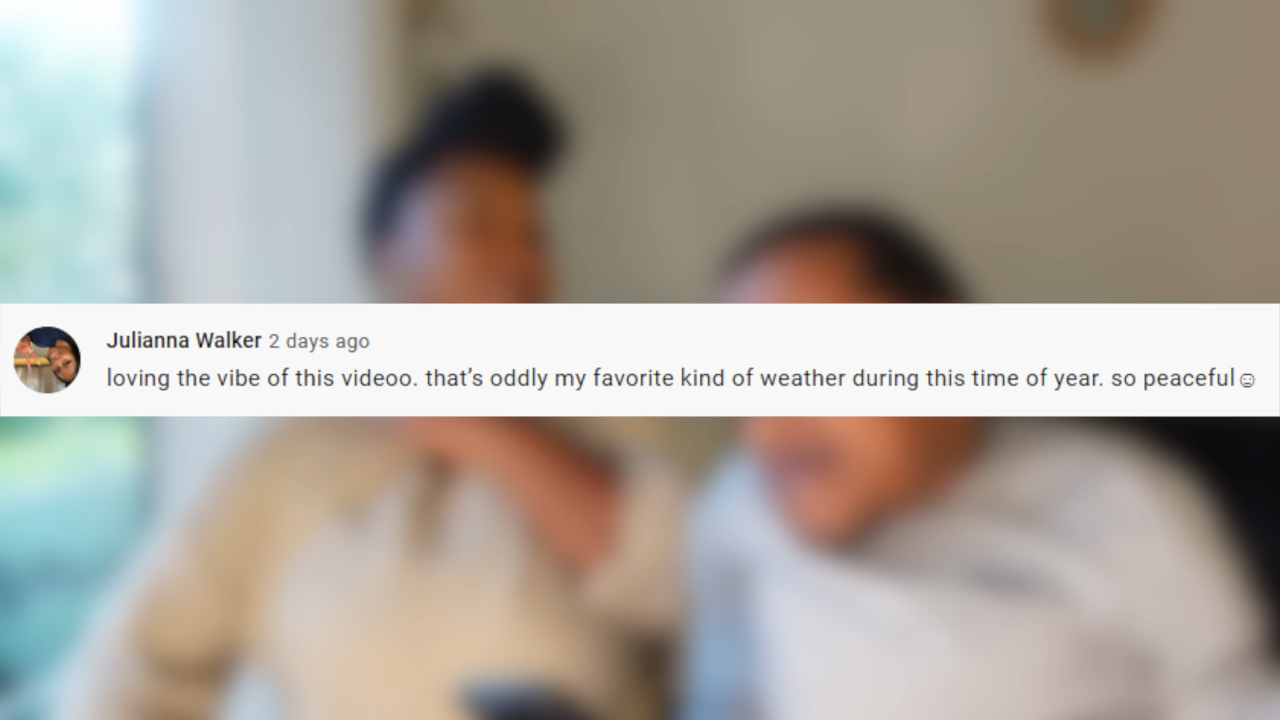 Julianna Walker 2 days ago
loving the vibe of this videoo. that’s oddly my favorite kind of weather during this time of year. so peaceful☺